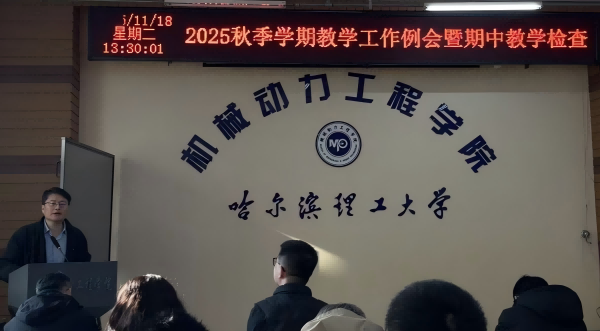 5/11/18
星期二
13:30:01
2025秋季学期教学工作例会暨期中教学检查
机械动力工程学院
哈尔滨理工大学